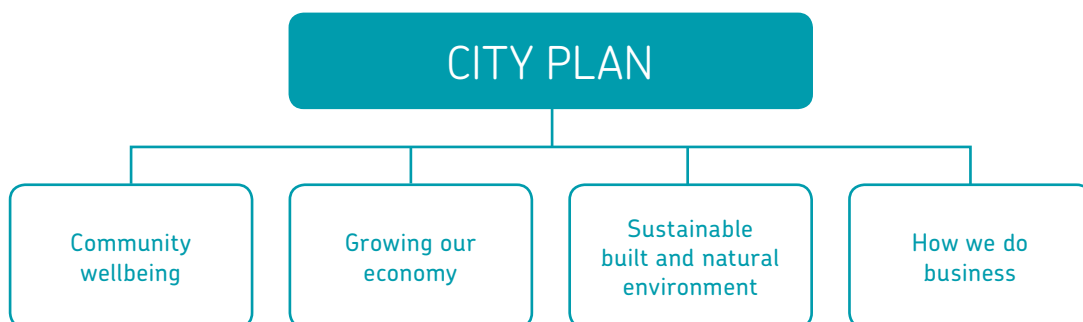 CITY PLAN
Community
wellbeing
Growing our
economy
Sustainable
built and natural
environment
How we do
business